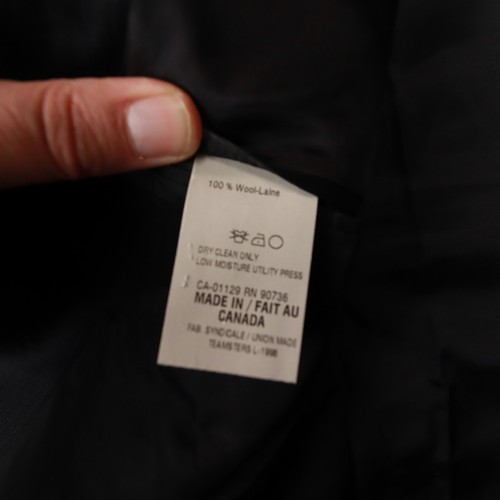 100 % Wool-Laine
DRY CLEAN ONLY
LOW MOISTURE UTILITY PRESS
CA-01129 RN 90736
MADE IN / FAIT AU
CANADA
FAB. SYNDICALE / UNION MADE
TEAMSTERS L-1998